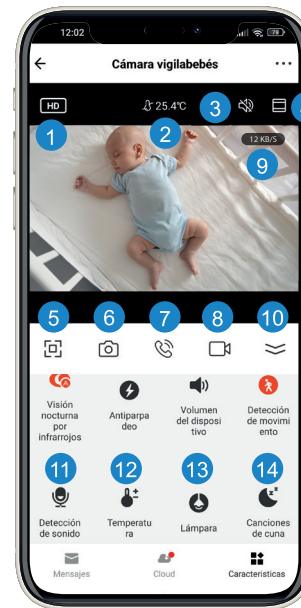 12:02
Cámara vigilabebés
HD
25.4℃
3
1
2
12 KB/S
9
5
6
7
8
10
Visión
nocturna
por
infrarrojos
Antiparpa
deo
Volumen
del disposi
tivo
Detección
de movimi
ento
11
12
13
14
Detección
de sonido
Temperatu
ra
Lámpara
Canciones
de cuna
Mensajes
Cloud
Caracteristicas